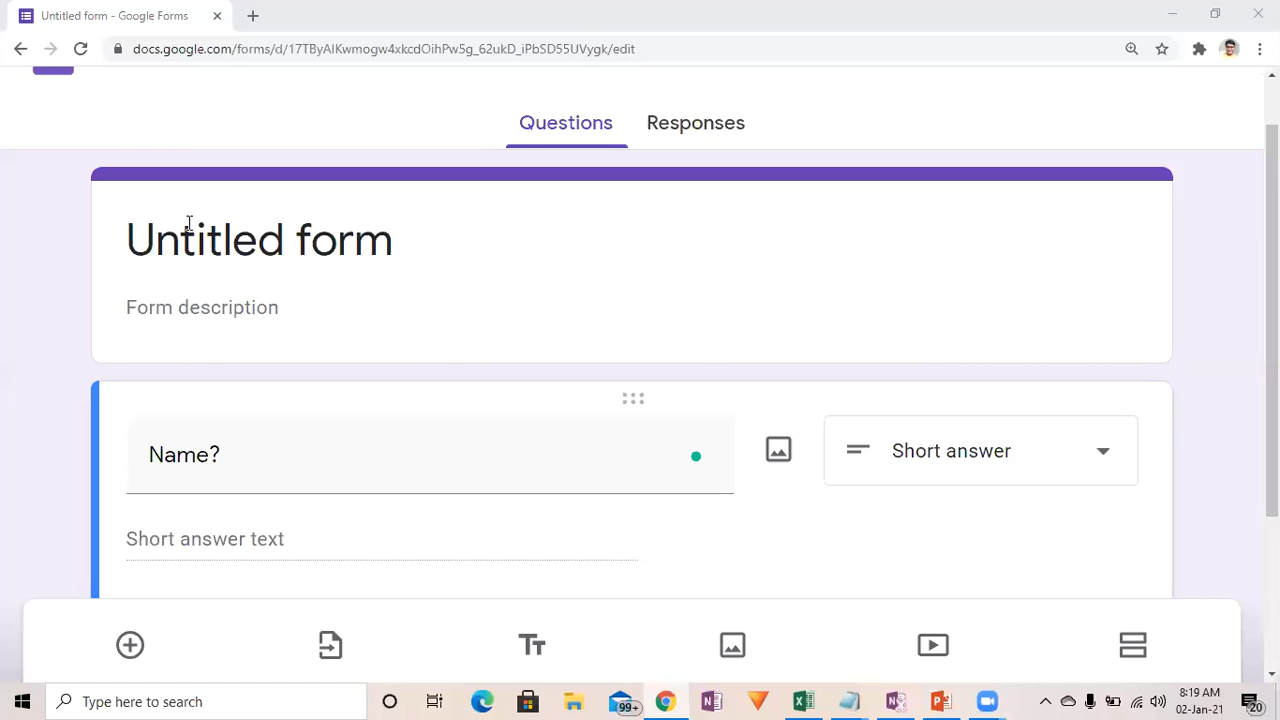 Untitled form - Google Forms
docs.google.com/forms/d/17TByAIKwmogw4xkcdOihPw5g_62ukD_iPbSD55UVygk/edit
Questions Responses
Untitled form
Form description
Name?
Short answer
Short answer text
Type here to search
99+
8:19 AM
02-Jan-21
20